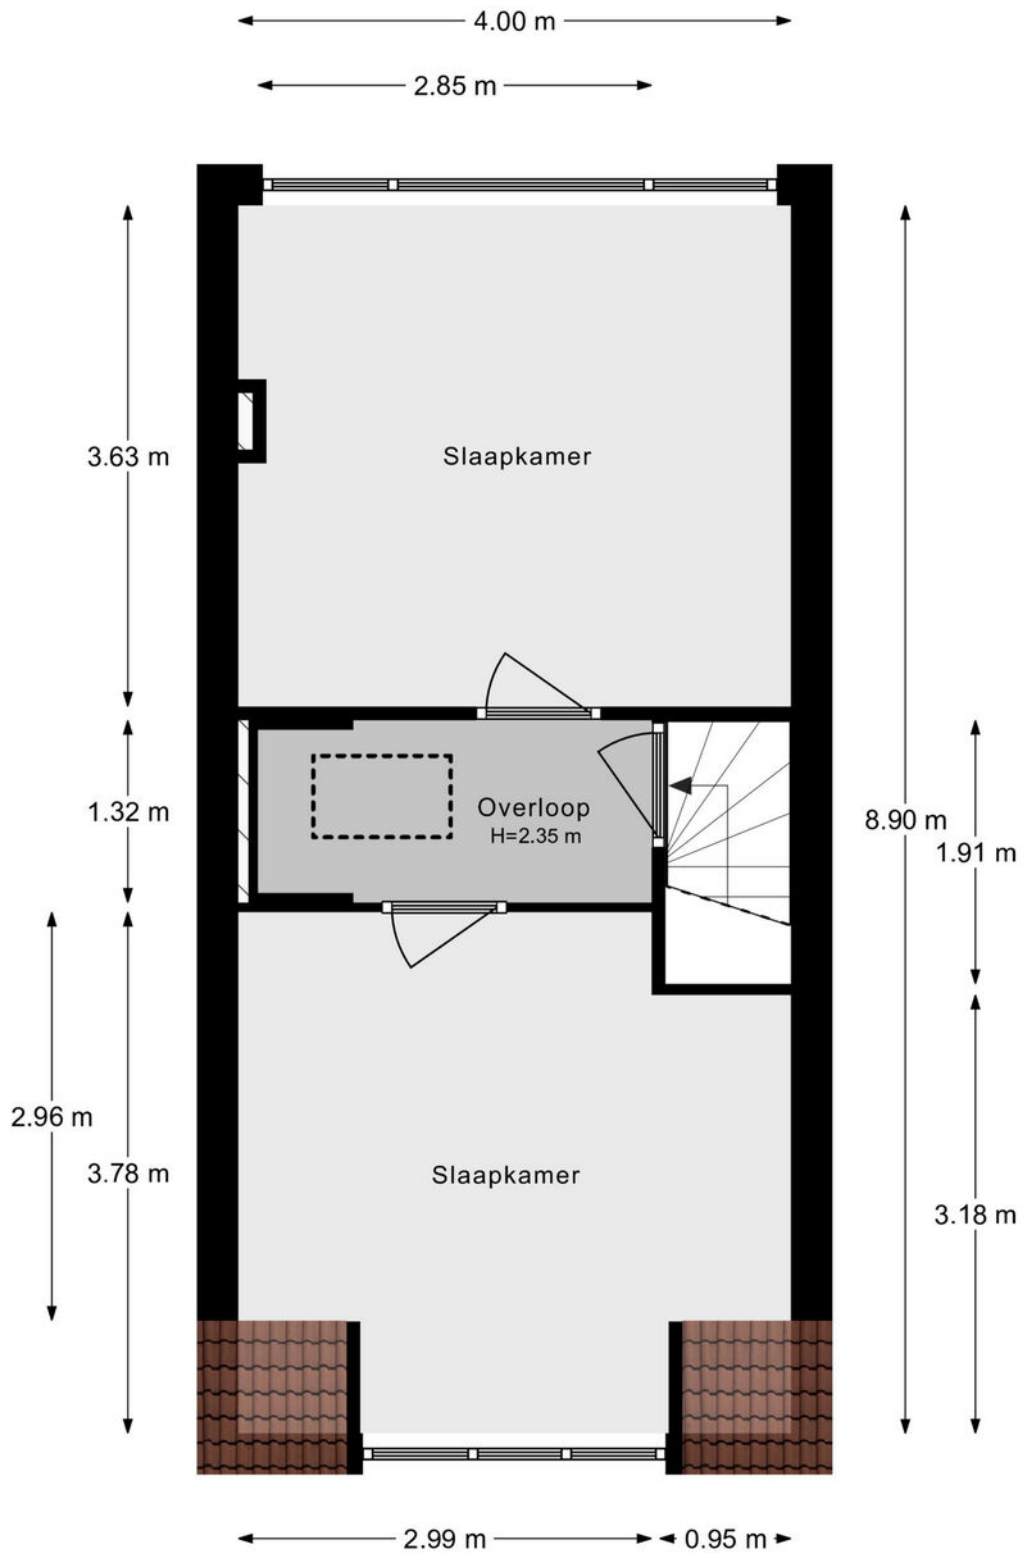 4.00 m
2.85 m
3.63 m
Slaapkamer
1.32 m
Overloop
H=2.35 m
8.90 m
1.91 m
2.96 m
3.78 m
Slaapkamer
3.18 m
2.99 m
0.95 m